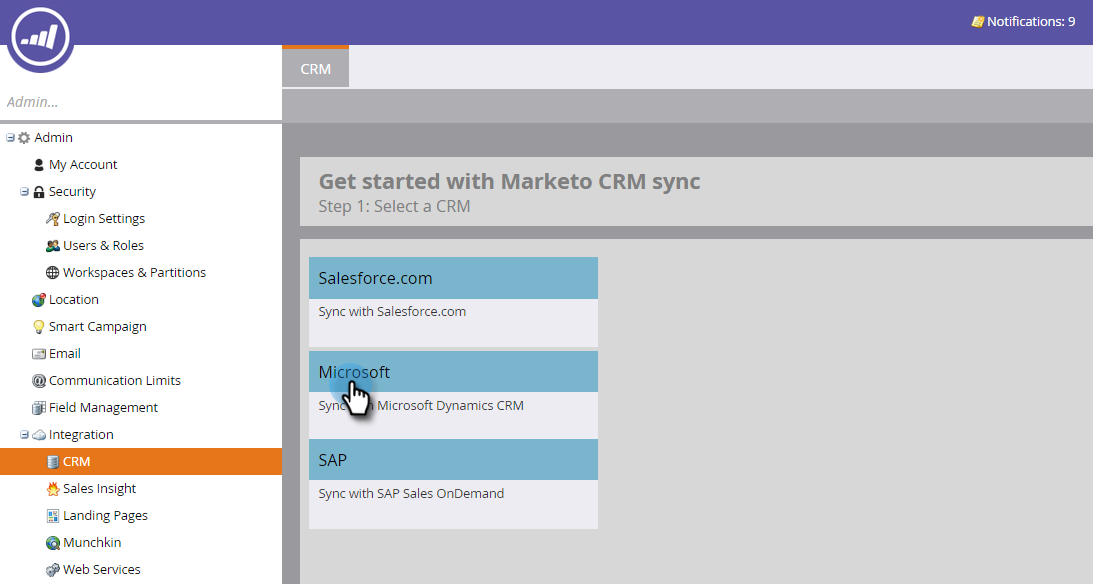 Notifications: 9
CRM
Admin...
Admin
My Account
Security
Login Settings
Users & Roles
Workspaces & Partitions
Location
Smart Campaign
Email
Communication Limits
Field Management
Integration
CRM
Sales Insight
Landing Pages
Munchkin
Web Services
Get started with Marketo CRM sync
Step 1: Select a CRM
Salesforce.com
Sync with Salesforce.com
Microsoft
Sync Microsoft Dynamics CRM
SAP
Sync with SAP Sales OnDemand